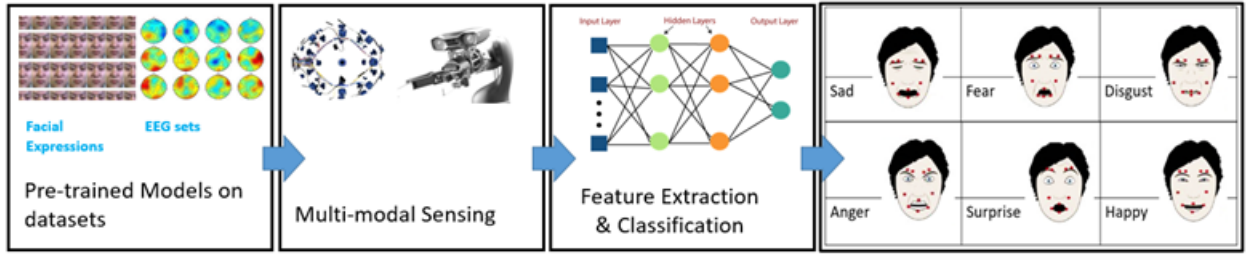 Facial
Expressions
EEG sets
Pre-trained Models on
datasets
Multi-modal Sensing
Input Layer
Hidden Layers
Output Layer
Feature Extraction
& Classification
Sad
Fear
Disgust
Anger
Surprise
Happy